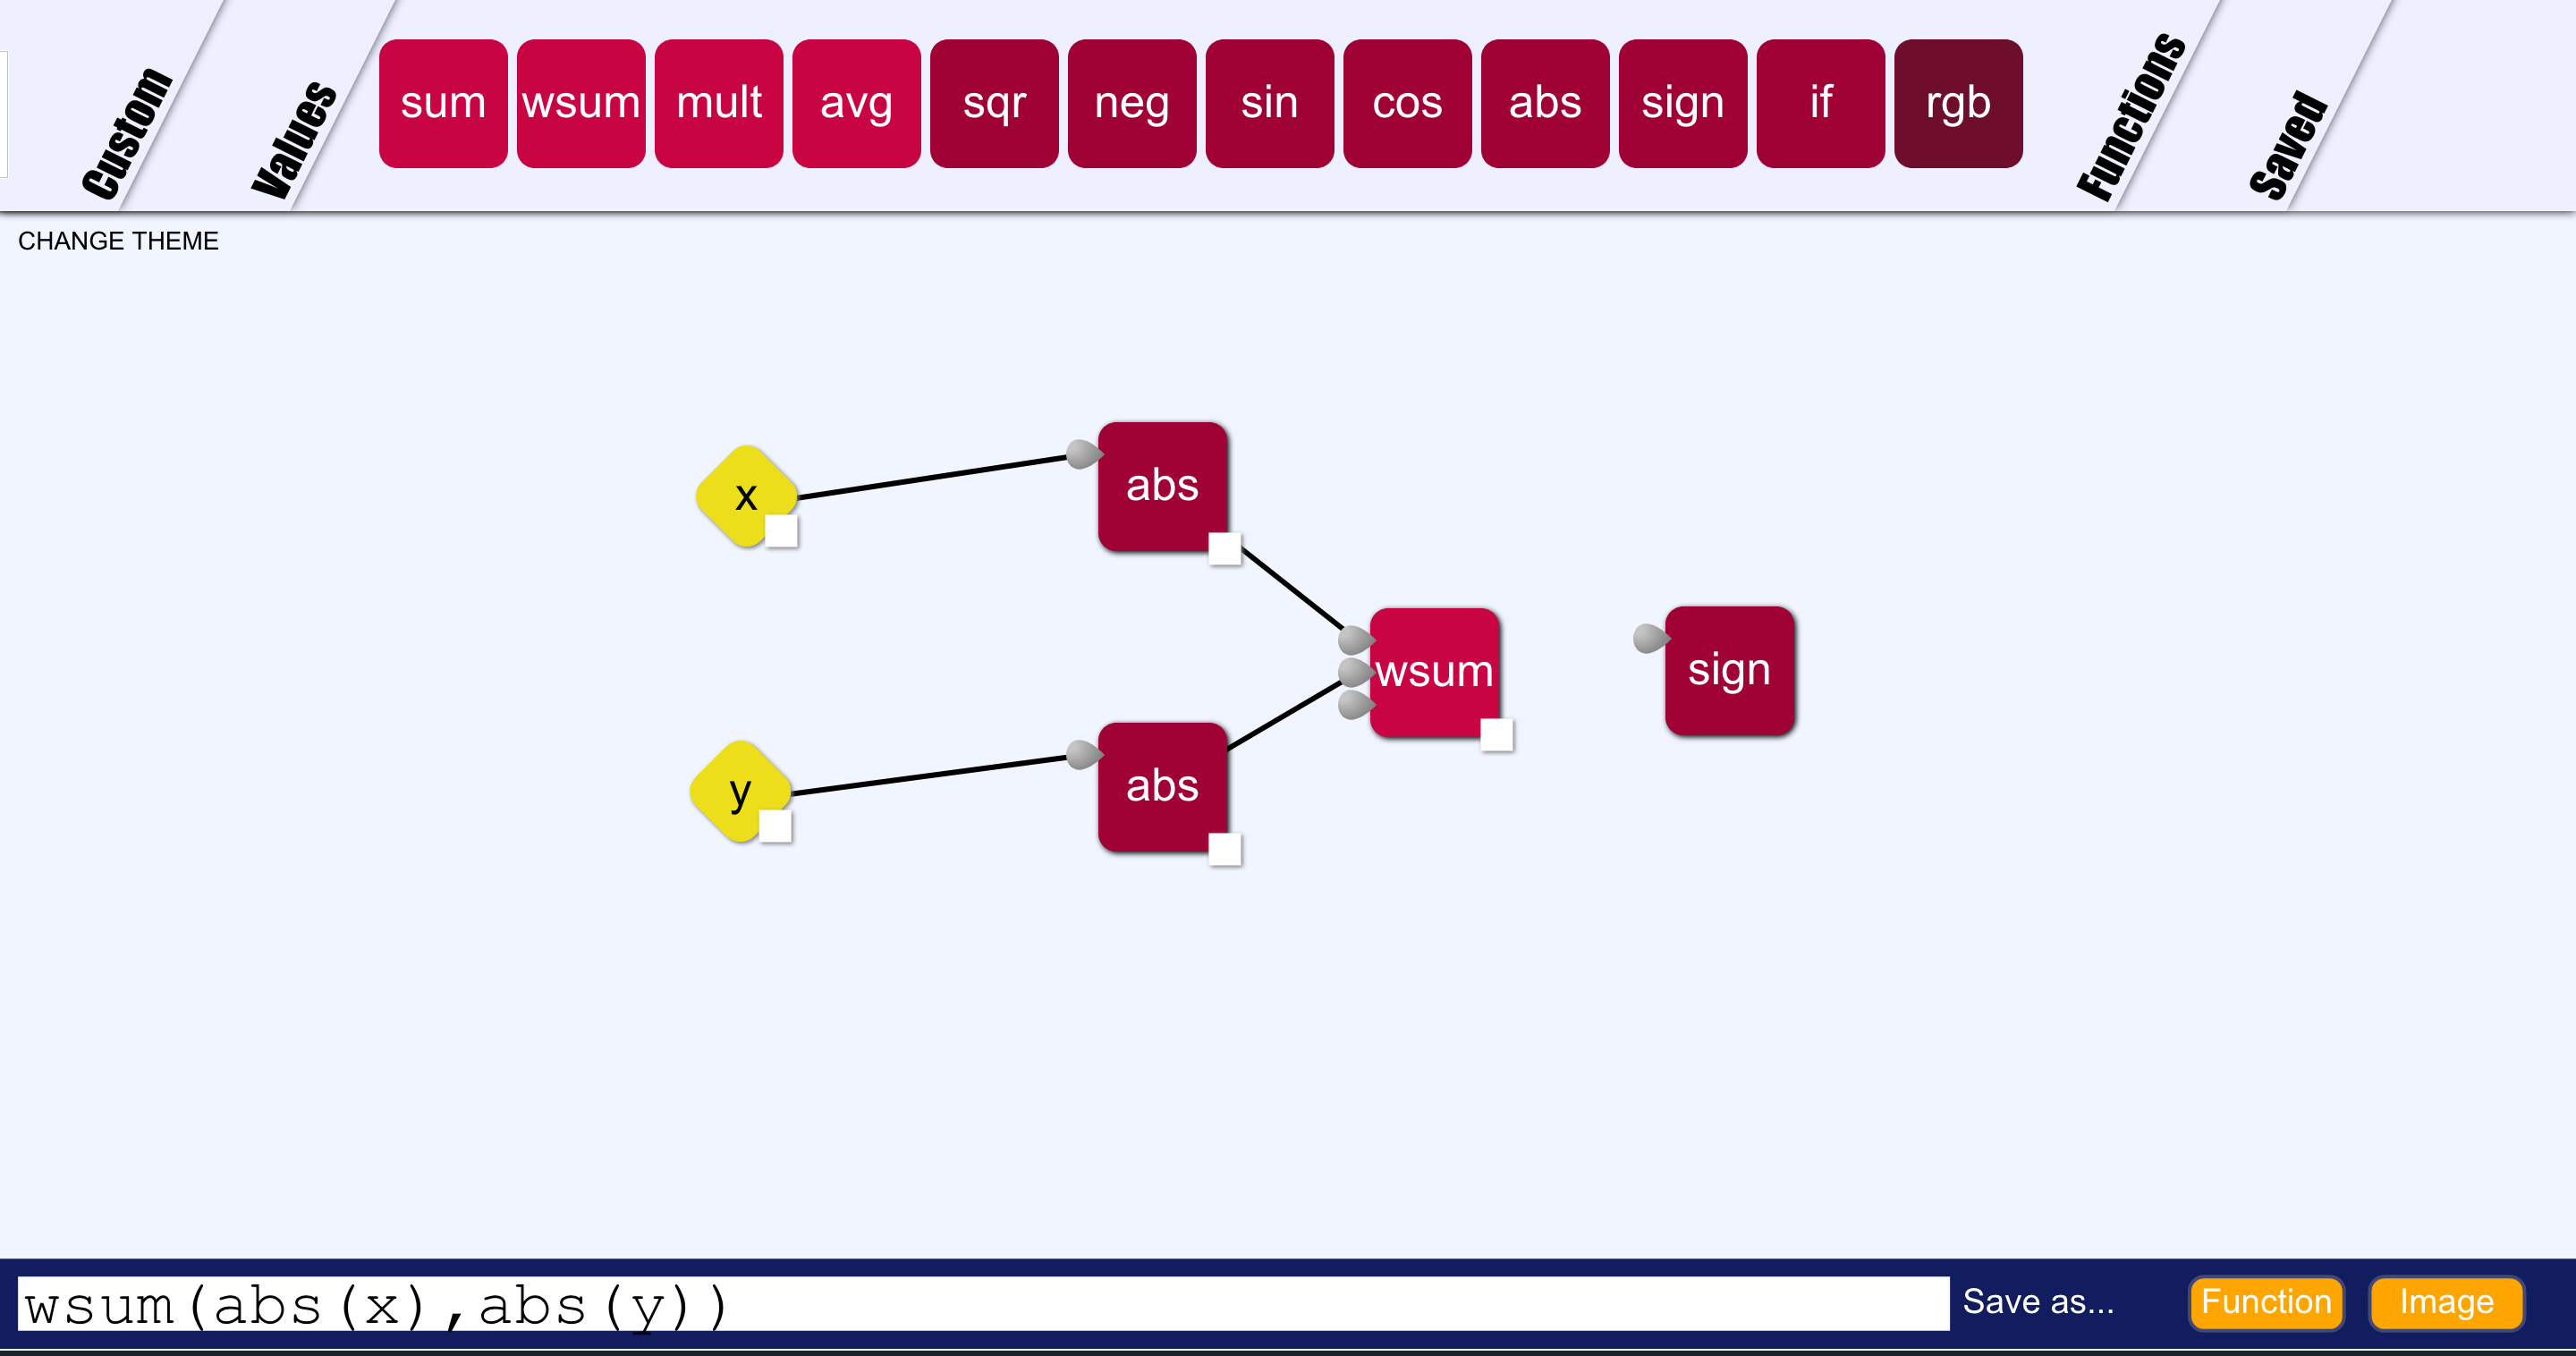 Custom
Values
sum wsum mult avg sqr neg sin cos abs sign if rgb
Functions
Saved
CHANGE THEME
x
abs
wsum
sign
y
abs
wsum(abs(x),abs(y))
Save as...
Function
Image